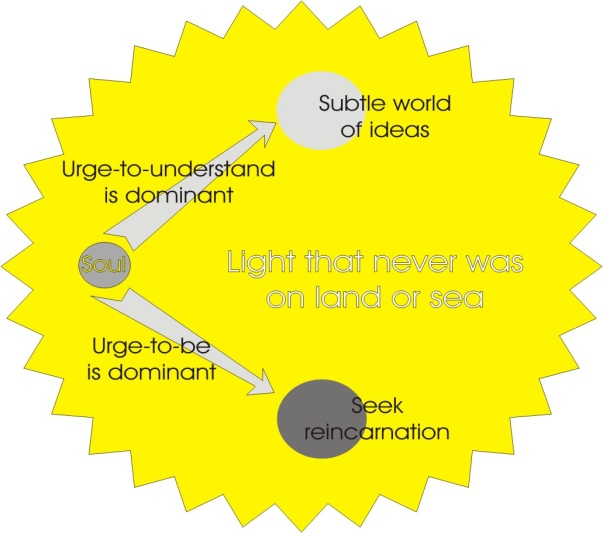 Subtle world
of ideas
Urge-to-understand
is dominant
Soul
Light that never was
on land or sea
Urge-to-be
is dominant
Seek
reincarnation